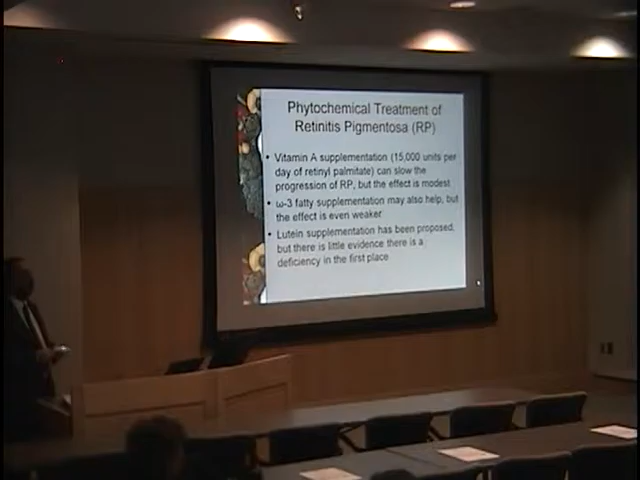 Phytochemical Treatment of
Retinitis Pigmentosa (RP)
• Vitamin A supplementation (15,000 units per
day of retinyl palmitate) can slow the
progression of RP, but the effect is modest
• ω-3 fatty supplementation may also help, but
the effect is even weaker
• Lutein supplementation has been proposed,
but there is little evidence there is a
deficiency in the first place